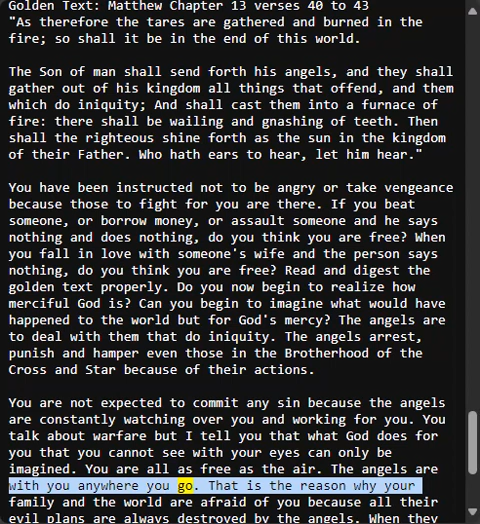 Golden Text: Matthew Chapter 13 verses 40 to 43
"As therefore the tares are gathered and burned in the
fire; so shall it be in the end of this world.
The Son of man shall send forth his angels, and they shall
gather out of his kingdom all things that offend, and them
which do iniquity; And shall cast them into a furnace of
fire: there shall be wailing and gnashing of teeth. Then
shall the righteous shine forth as the sun in the kingdom
of their Father. Who hath ears to hear, let him hear."
You have been instructed not to be angry or take vengeance
because those to fight for you are there. If you beat
someone, or borrow money, or assault someone and he says
nothing and does nothing, do you think you are free? When
you fall in love with someone's wife and the person says
nothing, do you think you are free? Read and digest the
golden text properly. Do you now begin to realize how
merciful God is? Can you begin to imagine what would have
happened to the world but for God's mercy? The angels are
to deal with them that do iniquity. The angels arrest,
punish and hamper even those in the Brotherhood of the
Cross and Star because of their actions.
You are not expected to commit any sin because the angels
are constantly watching over you and working for you. You
talk about warfare but I tell you that what God does for
you that you cannot see with your eyes can only be
imagined. You are all as free as the air. The angels are
with you anywhere you go. That is the reason why your
family and the world are afraid of you because all their
evil plans are always destroyed by the angels. When they